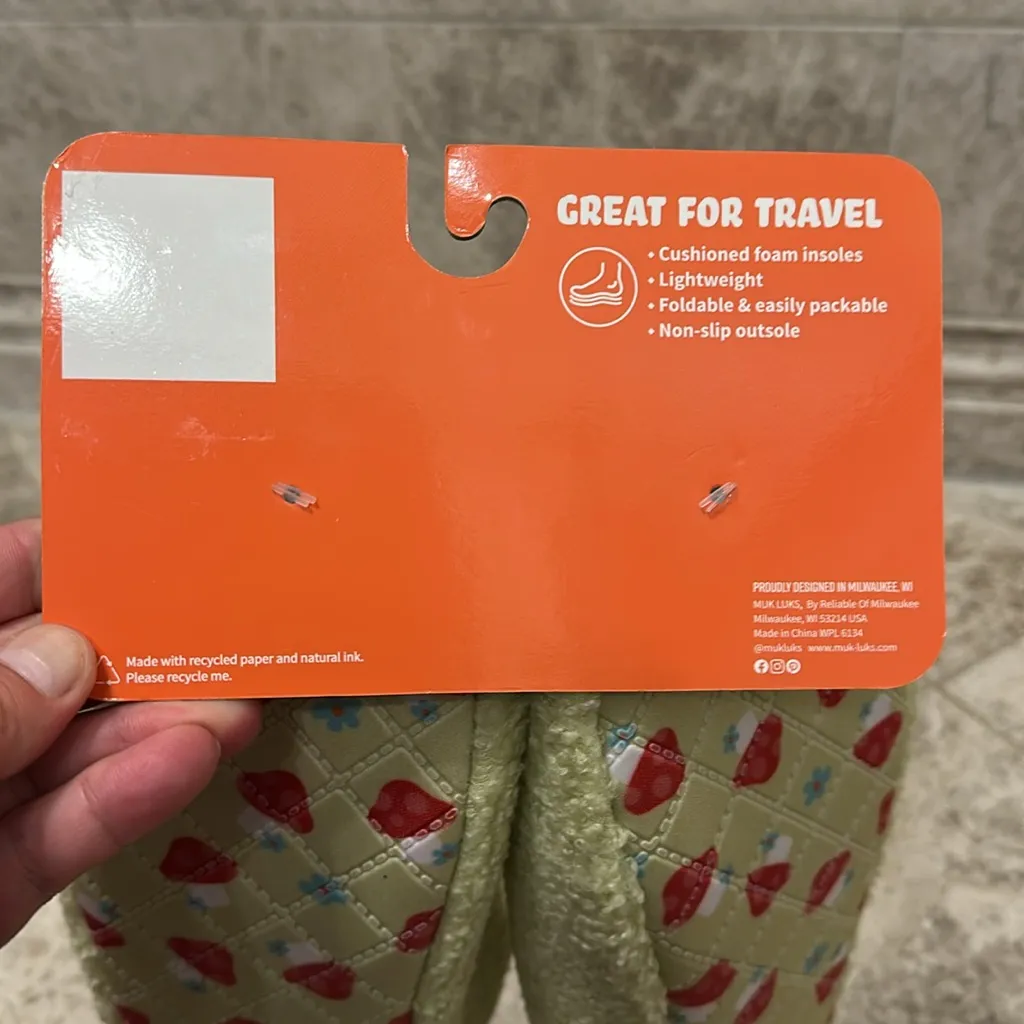 GREAT FOR TRAVEL
• Cushioned foam insoles
• Lightweight
• Foldable & easily packable
• Non-slip outsole
Made with recycled paper and natural ink.
Please recycle me.
PROUDLY DESIGNED IN MILWAUKEE, WI
MUK LUKS, By Reliable Of Milwaukee
Milwaukee, WI 53214 USA
Made in China WPL 6134
@mukluks www.muk-luks.com